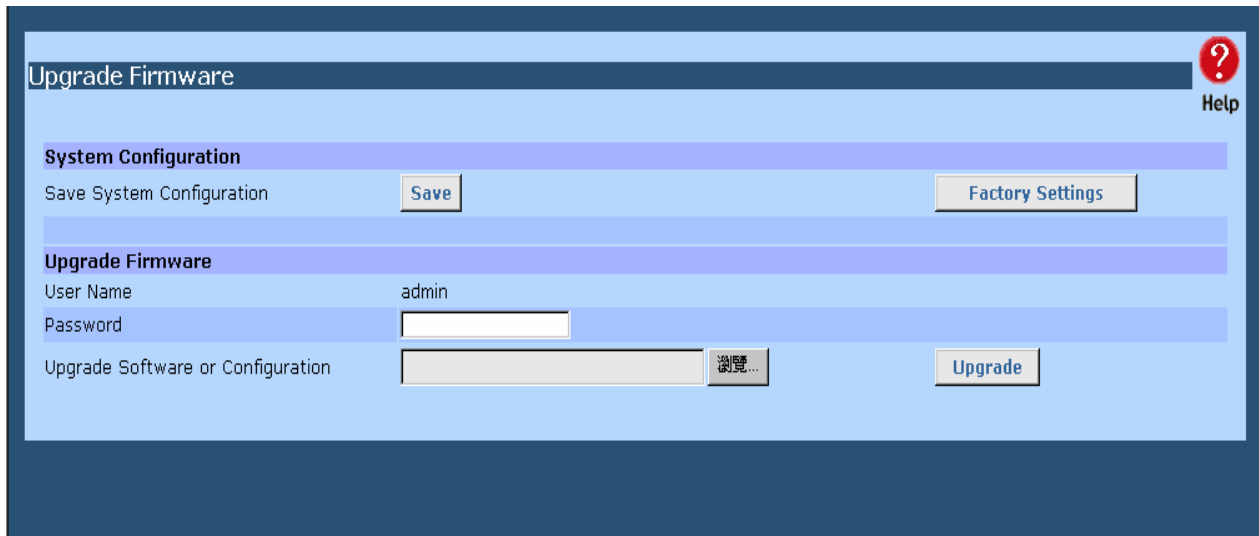 Upgrade Firmware
?
Help
System Configuration
Save System Configuration Save Factory Settings
Upgrade Firmware
User Name admin
Password
Upgrade Software or Configuration 瀏覽... Upgrade